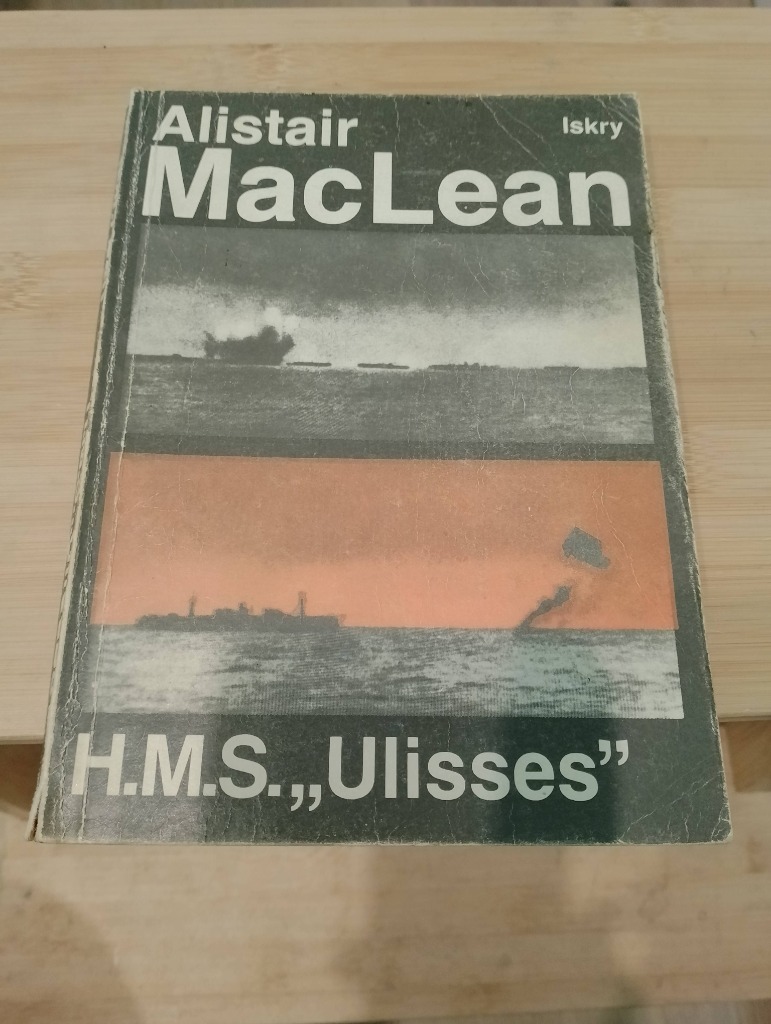 Alistair
Iskry
MacLean
H.M.S. „Ulisses”